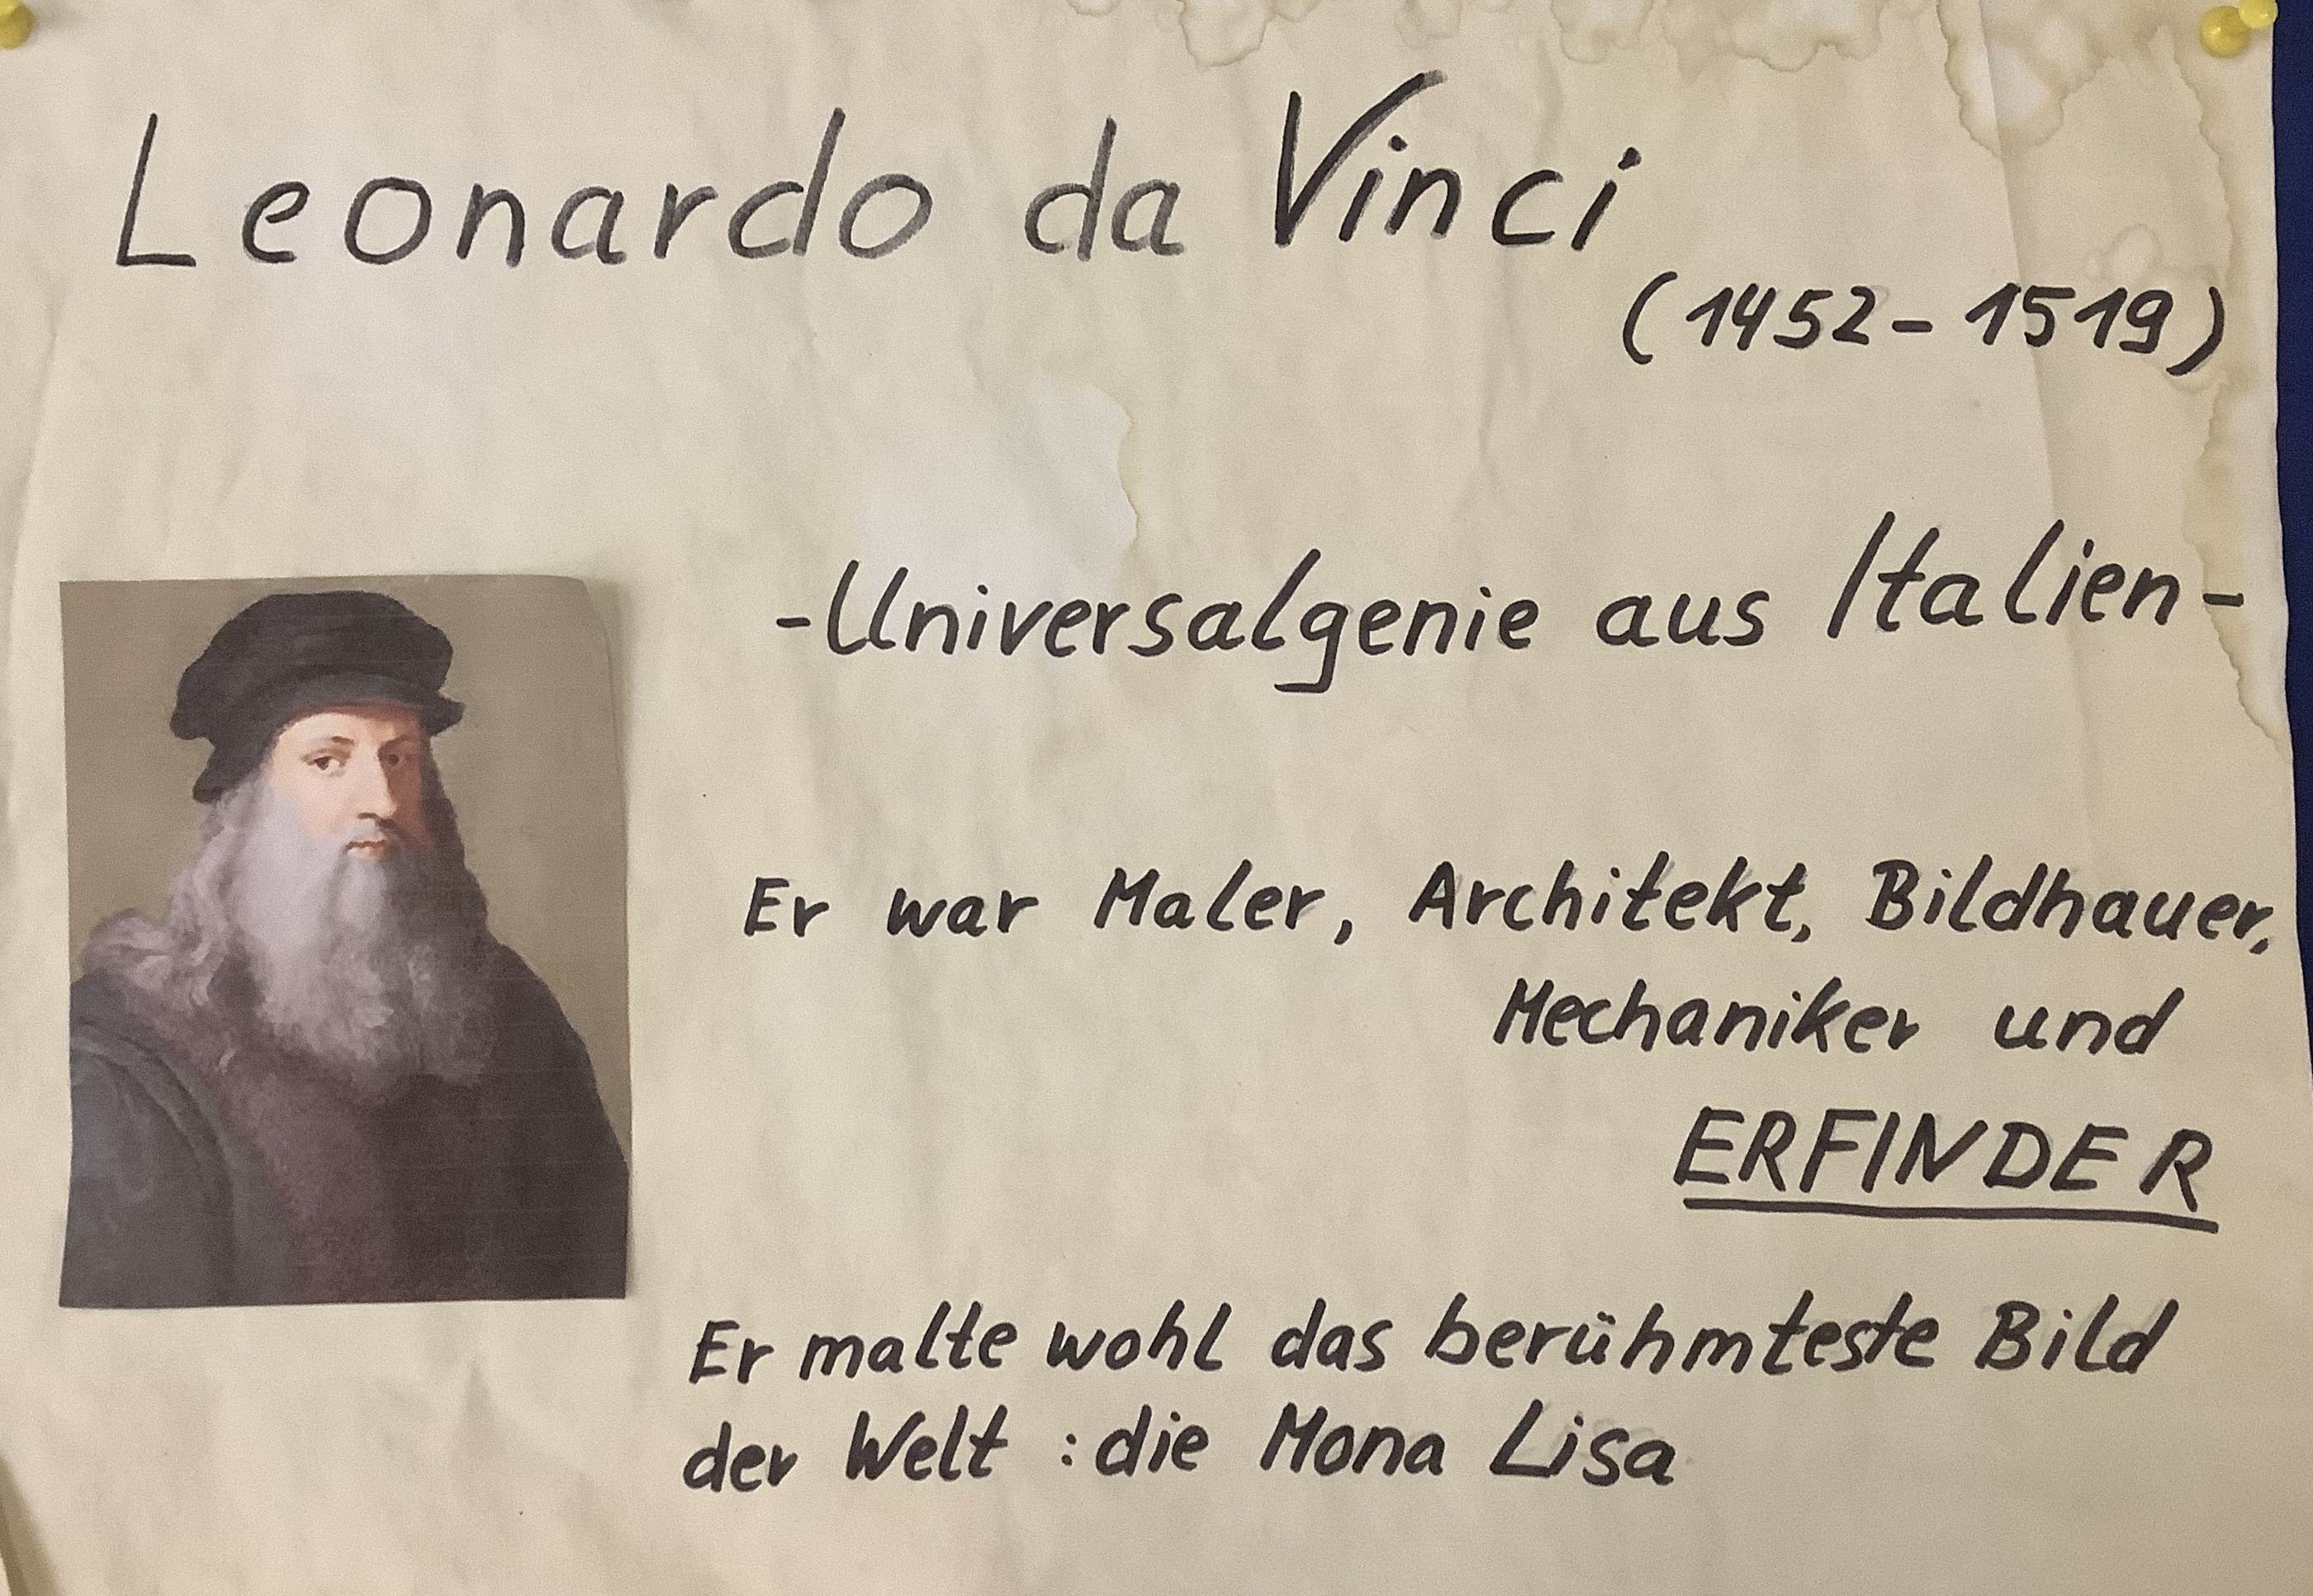 Leonardo da Vinci
(1452-1519)
-Universalgenie aus Italien-
Er war Maler, Architekt, Bildhauer,
Mechaniker und
ERFINDER
Er malte wohl das berühmteste Bild
der Welt : die Mona Lisa